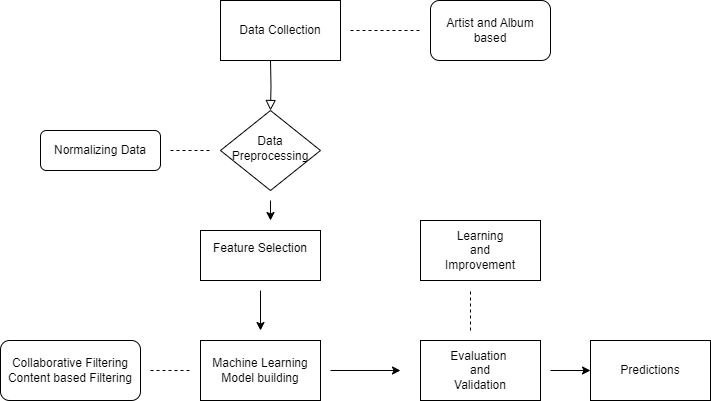 Data Collection
Artist and Album
based
Data
Preprocessing
Normalizing Data
Feature Selection
Learning
and
Improvement
Collaborative Filtering
Content based Filtering
Machine Learning
Model building
Evaluation
and
Validation
Predictions